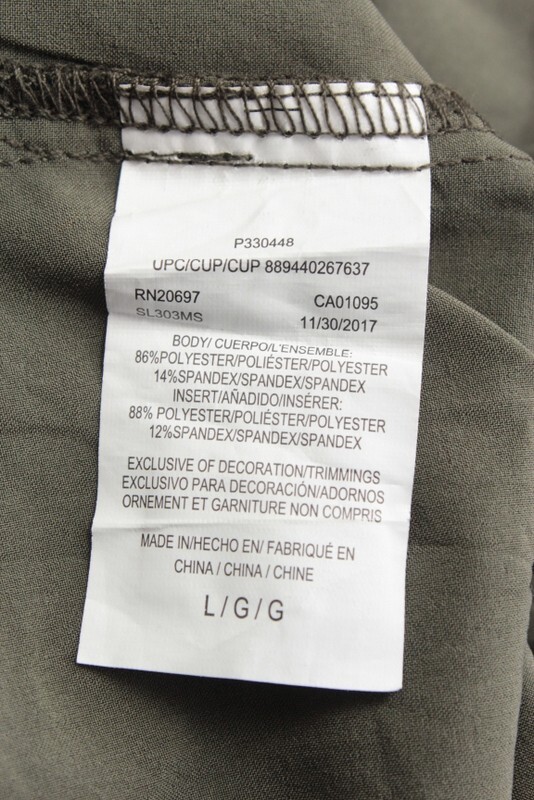 P330448
UPC/CUP/CUP 889440267637
RN20697 CA01095
SL303MS 11/30/2017
BODY/ CUERPO/L'ENSEMBLE:
86%POLYESTER/POLIÉSTER/POLYESTER
14%SPANDEX/SPANDEX/SPANDEX
INSERT/AÑADIDO/INSÉRER:
88% POLYESTER/POLIÉSTER/POLYESTER
12%SPANDEX/SPANDEX/SPANDEX
EXCLUSIVE OF DECORATION/TRIMMINGS
EXCLUSIVO PARA DECORACIÓN/ADORNOS
ORNEMENT ET GARNITURE NON COMPRIS
MADE IN/HECHO EN/ FABRIQUÉ EN
CHINA / CHINA / CHINE
L/G/G